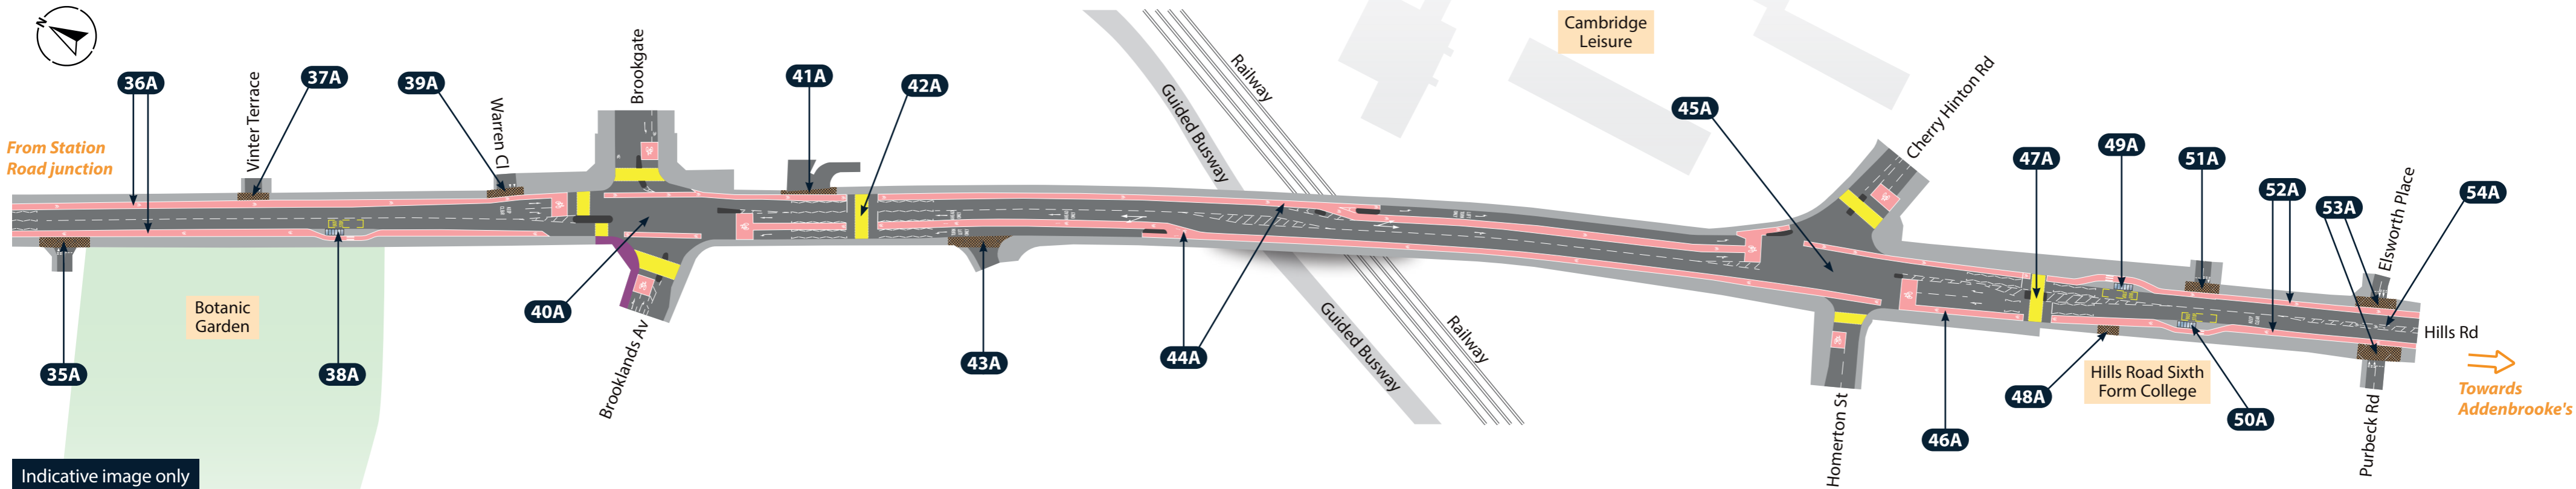 N
Cambridge
Leisure
Brookgate
Railway
Cherry Hinton Rd
36A
Vinter Terrace
37A
39A
Warren Cl
41A
42A
Guided Busway
45A
47A
49A
51A
52A
53A
Elsworth Place
54A
From Station
Road junction
Botanic
Garden
40A
Brooklands Av
35A
38A
43A
44A
Guided Busway
Railway
Homerton St
46A
48A
Hills Road Sixth
Form College
50A
Purbeck Rd
Hills Rd
Towards
Addenbrooke's
Indicative image only